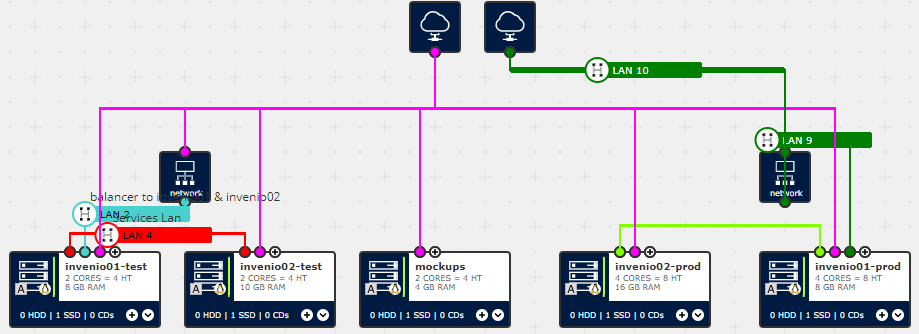 LAN 10
LAN 9
network
network
balancer to invenio01 & invenio02
LAN 2
Services Lan
LAN 4
invenio01-test
2 CORES = 4 HT
8 GB RAM
A
0 HDD | 1 SSD | 0 CDs
invenio02-test
2 CORES = 4 HT
10 GB RAM
A
0 HDD | 1 SSD | 0 CDs
mockups
2 CORES = 4 HT
4 GB RAM
A
0 HDD | 1 SSD | 0 CDs
invenio02-prod
4 CORES = 8 HT
16 GB RAM
A
0 HDD | 1 SSD | 0 CDs
invenio01-prod
4 CORES = 8 HT
8 GB RAM
A
0 HDD | 1 SSD | 0 CDs